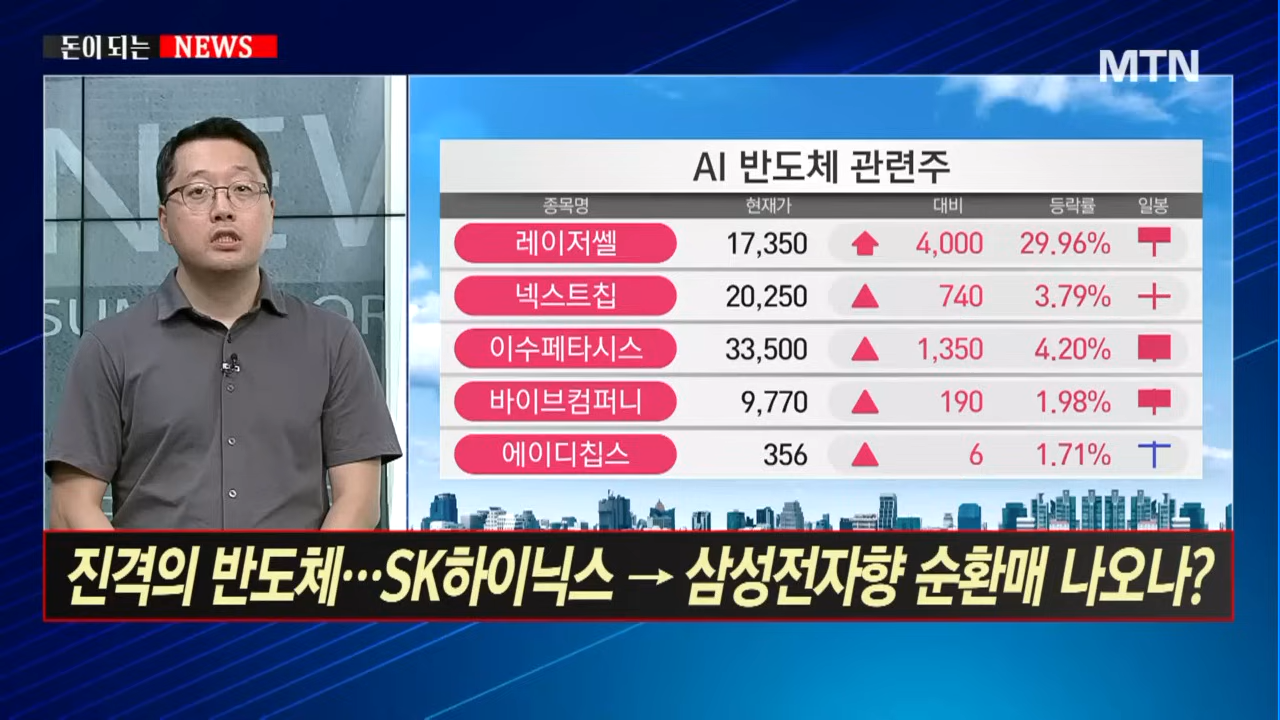 돈이 되는 NEWS
MTN
NEW
AI 반도체 관련주
종목명 현재가 대비 등락률 일봉
레이저쎌 17,350 4,000 29.96%
넥스트칩 20,250 740 3.79%
이수페타시스 33,500 1,350 4.20%
바이브컴퍼니 9,770 190 1.98%
에이디칩스 356 6 1.71%
진격의 반도체…SK하이닉스 → 삼성전자향 순환매 나오나?